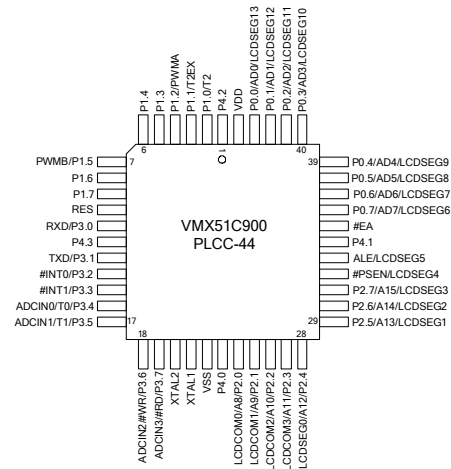 P1.4
P1.3
P1.2/PWMA
P1.1/T2EX
P1.0/T2
P4.2
VDD
P0.0/AD0/LCDSEG13
P0.1/AD1/LCDSEG12
P0.2/AD2/LCDSEG11
P0.3/AD3/LCDSEG10
6
1
40
7
39
PWMB/P1.5
P1.6
P1.7
RES
RXD/P3.0
P4.3
TXD/P3.1
#INT0/P3.2
#INT1/P3.3
ADCIN0/T0/P3.4
ADCIN1/T1/P3.5
VMX51C900
PLCC-44
P0.4/AD4/LCDSEG9
P0.5/AD5/LCDSEG8
P0.6/AD6/LCDSEG7
P0.7/AD7/LCDSEG6
#EA
P4.1
ALE/LCDSEG5
#PSEN/LCDSEG4
P2.7/A15/LCDSEG3
P2.6/A14/LCDSEG2
P2.5/A13/LCDSEG1
17
29
18
28
ADCIN2/#WR/P3.6
ADCIN3/#RD/P3.7
XTAL2
XTAL1
VSS
P4.0
LCDCOM0/A8/P2.0
LCDCOM1/A9/P2.1
LCDCOM2/A10/P2.2
LCDCOM3/A11/P2.3
LCDSEG0/A12/P2.4